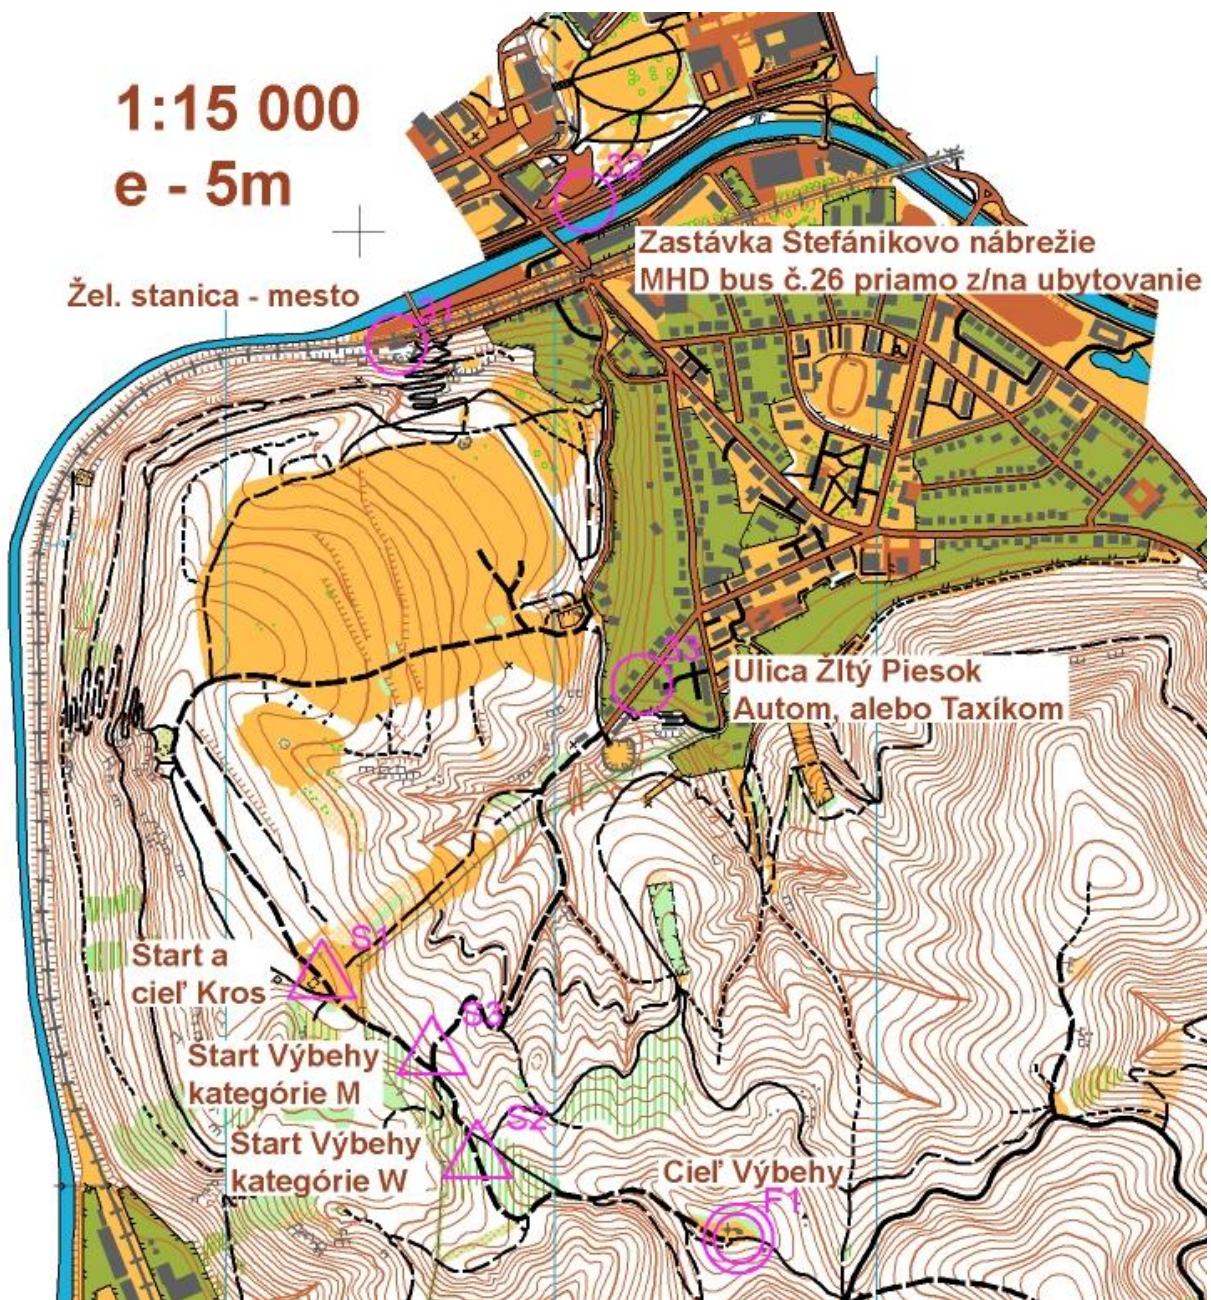 1:15 000
e - 5m
32
Zastávka Štefánikovo nábrežie
MHD bus č.26 priamo z/na ubytovanie
Žel. stanica - mesto
31
33
Ulica Žltý Piesok
Autom, alebo Taxíkom
S1
Štart a
cieľ Kros
S3
Štart Výbehy
kategórie M
S2
Štart Výbehy
kategórie W
Cieľ Výbehy
F1